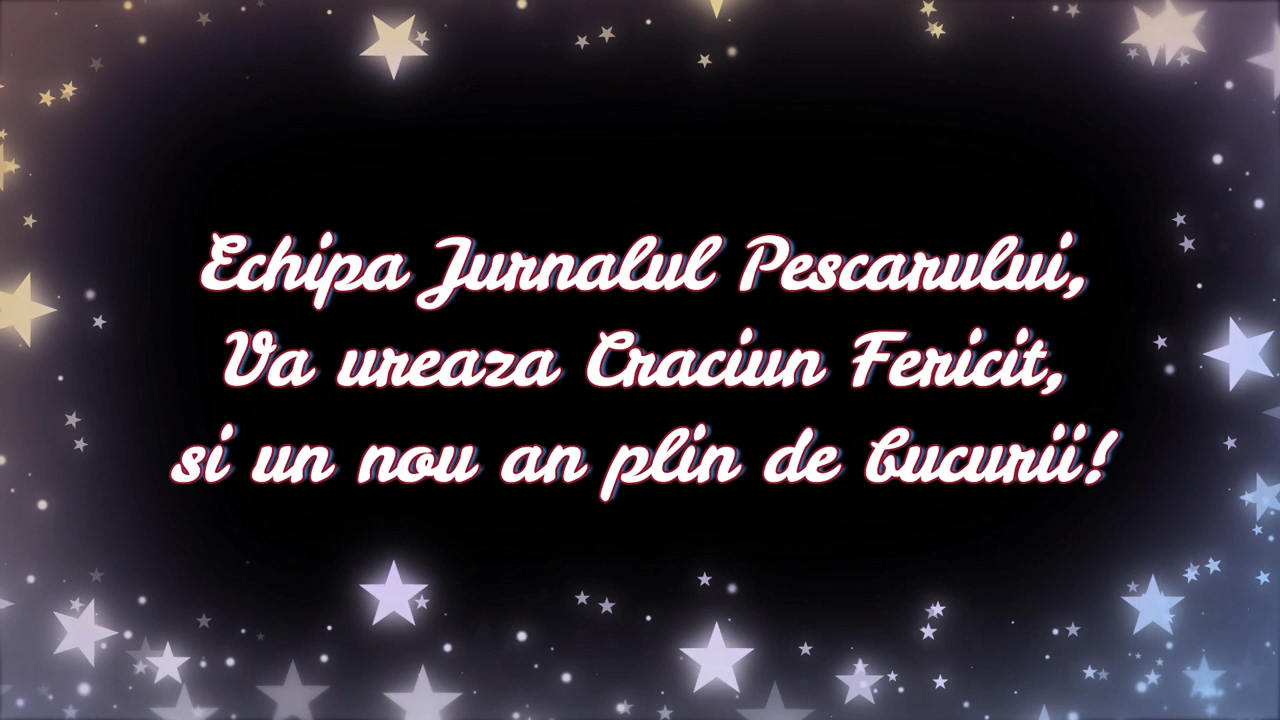 Echipa Jurnalul Pescarului,
Va ureaza Craciun Fericit,
si un nou an plin de bucurii!